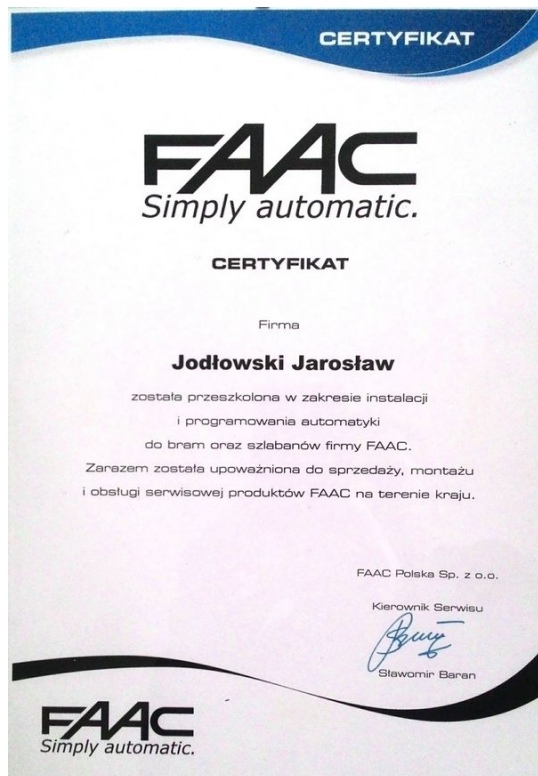 CERTYFIKAT
FAAC
Simply automatic.
CERTYFIKAT
Firma
Jodłowski Jarosław
została przeszkolona w zakresie instalacji
i programowania automatyki
do bram oraz szlabanów firmy FAAC.
Zarazem została upoważniona do sprzedaży, montażu
i obsługi serwisowej produktów FAAC na terenie kraju.
FAAC Polska Sp. z o.o.
Kierownik Serwisu
Sławomir Baran
FAAC
Simply automatic.